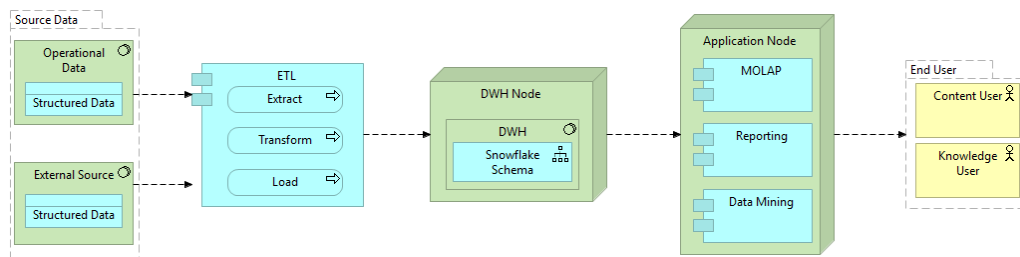 Source Data
Operational
Data
Structured Data
External Source
Structured Data
ETL
Extract
Transform
Load
DWH Node
DWH
Snowflake
Schema
Application Node
MOLAP
Reporting
Data Mining
End User
Content User
Knowledge
User